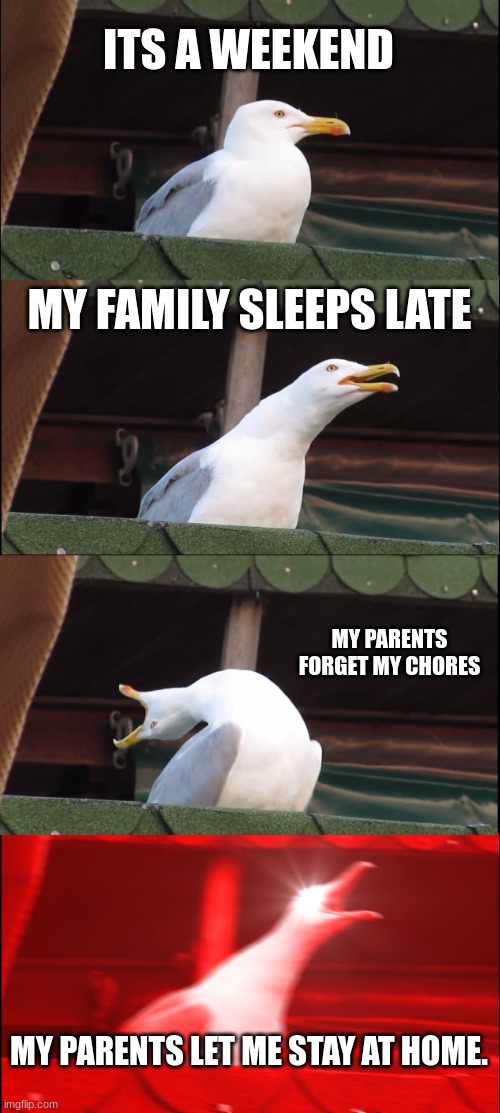 ITS A WEEKEND
MY FAMILY SLEEPS LATE
MY PARENTS
FORGET MY CHORES
MY PARENTS LET ME STAY AT HOME.
imgflip.com